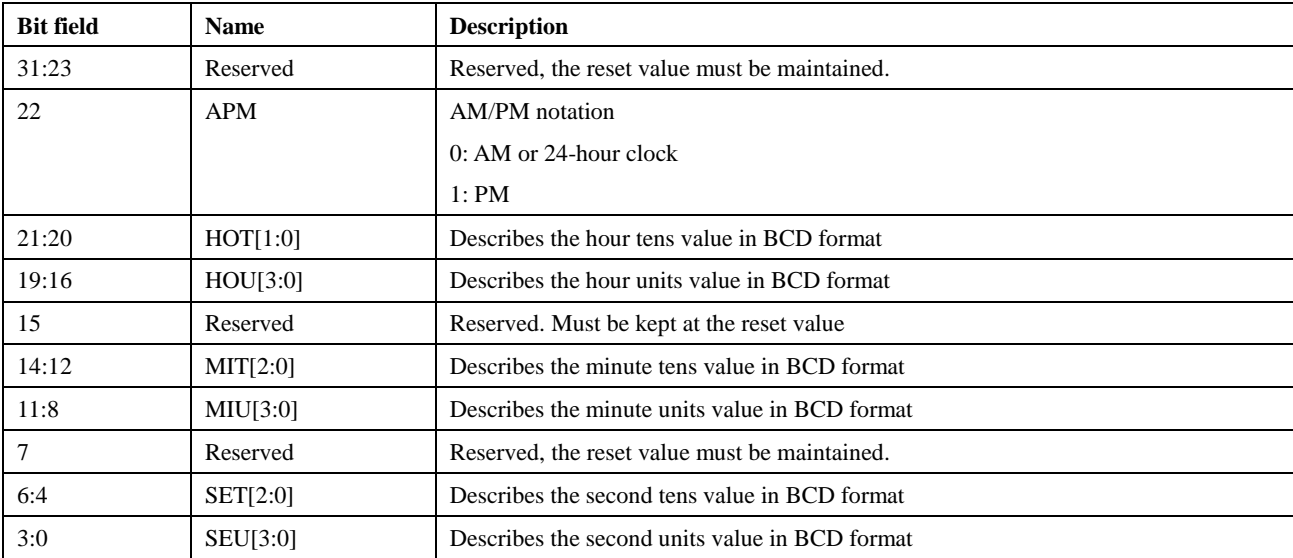 Bit field Name Description
31:23 Reserved Reserved, the reset value must be maintained.
22 APM AM/PM notation
0: AM or 24-hour clock
1: PM
21:20 HOT[1:0] Describes the hour tens value in BCD format
19:16 HOU[3:0] Describes the hour units value in BCD format
15 Reserved Reserved. Must be kept at the reset value
14:12 MIT[2:0] Describes the minute tens value in BCD format
11:8 MIU[3:0] Describes the minute units value in BCD format
7 Reserved Reserved, the reset value must be maintained.
6:4 SET[2:0] Describes the second tens value in BCD format
3:0 SEU[3:0] Describes the second units value in BCD format